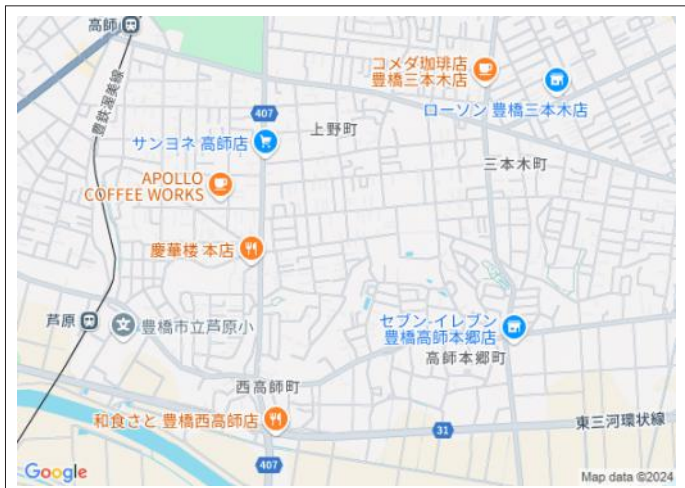 高師
豊鉄渥美線
コメダ珈琲店
豊橋三本木店
ローソン 豊橋三本木店
407
上野町
サンヨネ 高師店
三本木町
APOLLO
COFFEE WORKS
慶華楼 本店
芦原
豊橋市立芦原小
セブン-イレブン
豊橋高師本郷店
高師本郷町
西高師町
和食さと 豊橋西高師店
31
東三河環状線
407
Google
Map data ©2024